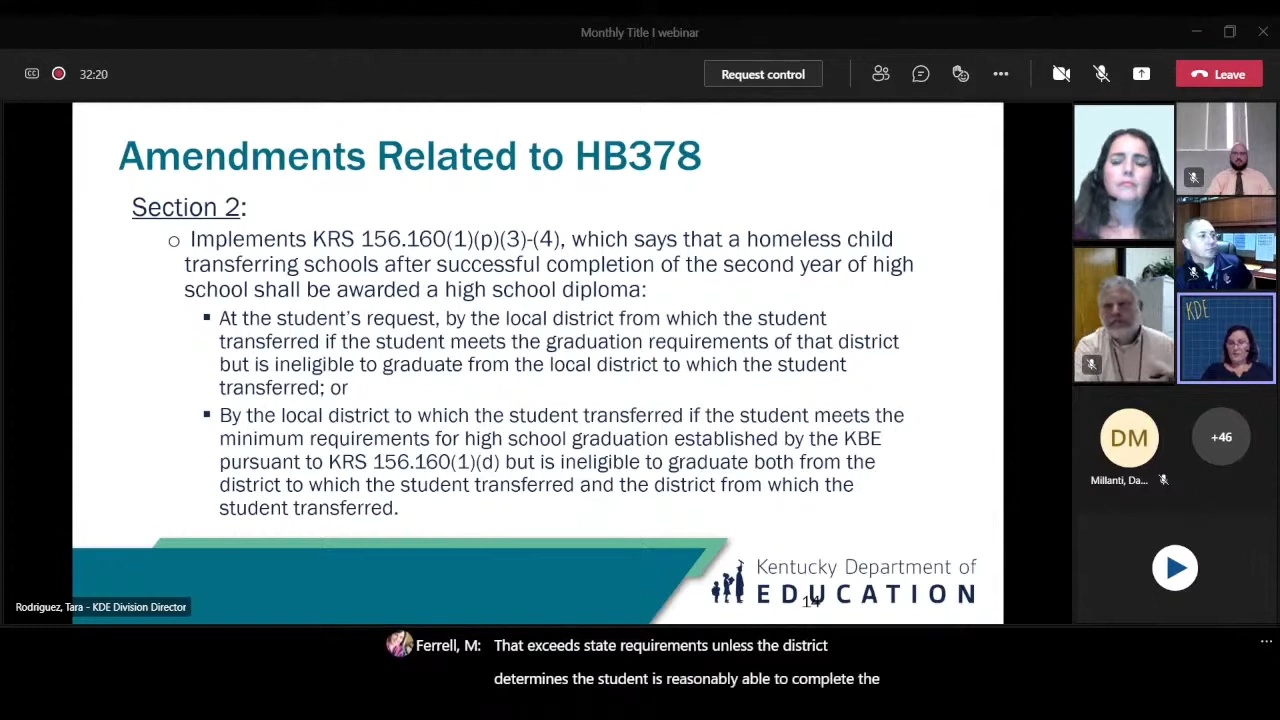 Monthly Title I webinar
CC
32:20
Request control
Leave
Amendments Related to HB378
Section 2:
o Implements KRS 156.160(1)(p)(3)-(4), which says that a homeless child
transferring schools after successful completion of the second year of high
school shall be awarded a high school diploma:
▪ At the student's request, by the local district from which the student
transferred if the student meets the graduation requirements of that district
but is ineligible to graduate from the local district to which the student
transferred; or
▪ By the local district to which the student transferred if the student meets the
minimum requirements for high school graduation established by the KBE
pursuant to KRS 156.160(1)(d) but is ineligible to graduate both from the
district to which the student transferred and the district from which the
student transferred.
Kentucky Department of
EDUCATION
14
KDE
DM
+46
Millanti, Da...
Rodriguez, Tara - KDE Division Director
Ferrell, M: That exceeds state requirements unless the district
determines the student is reasonably able to complete the